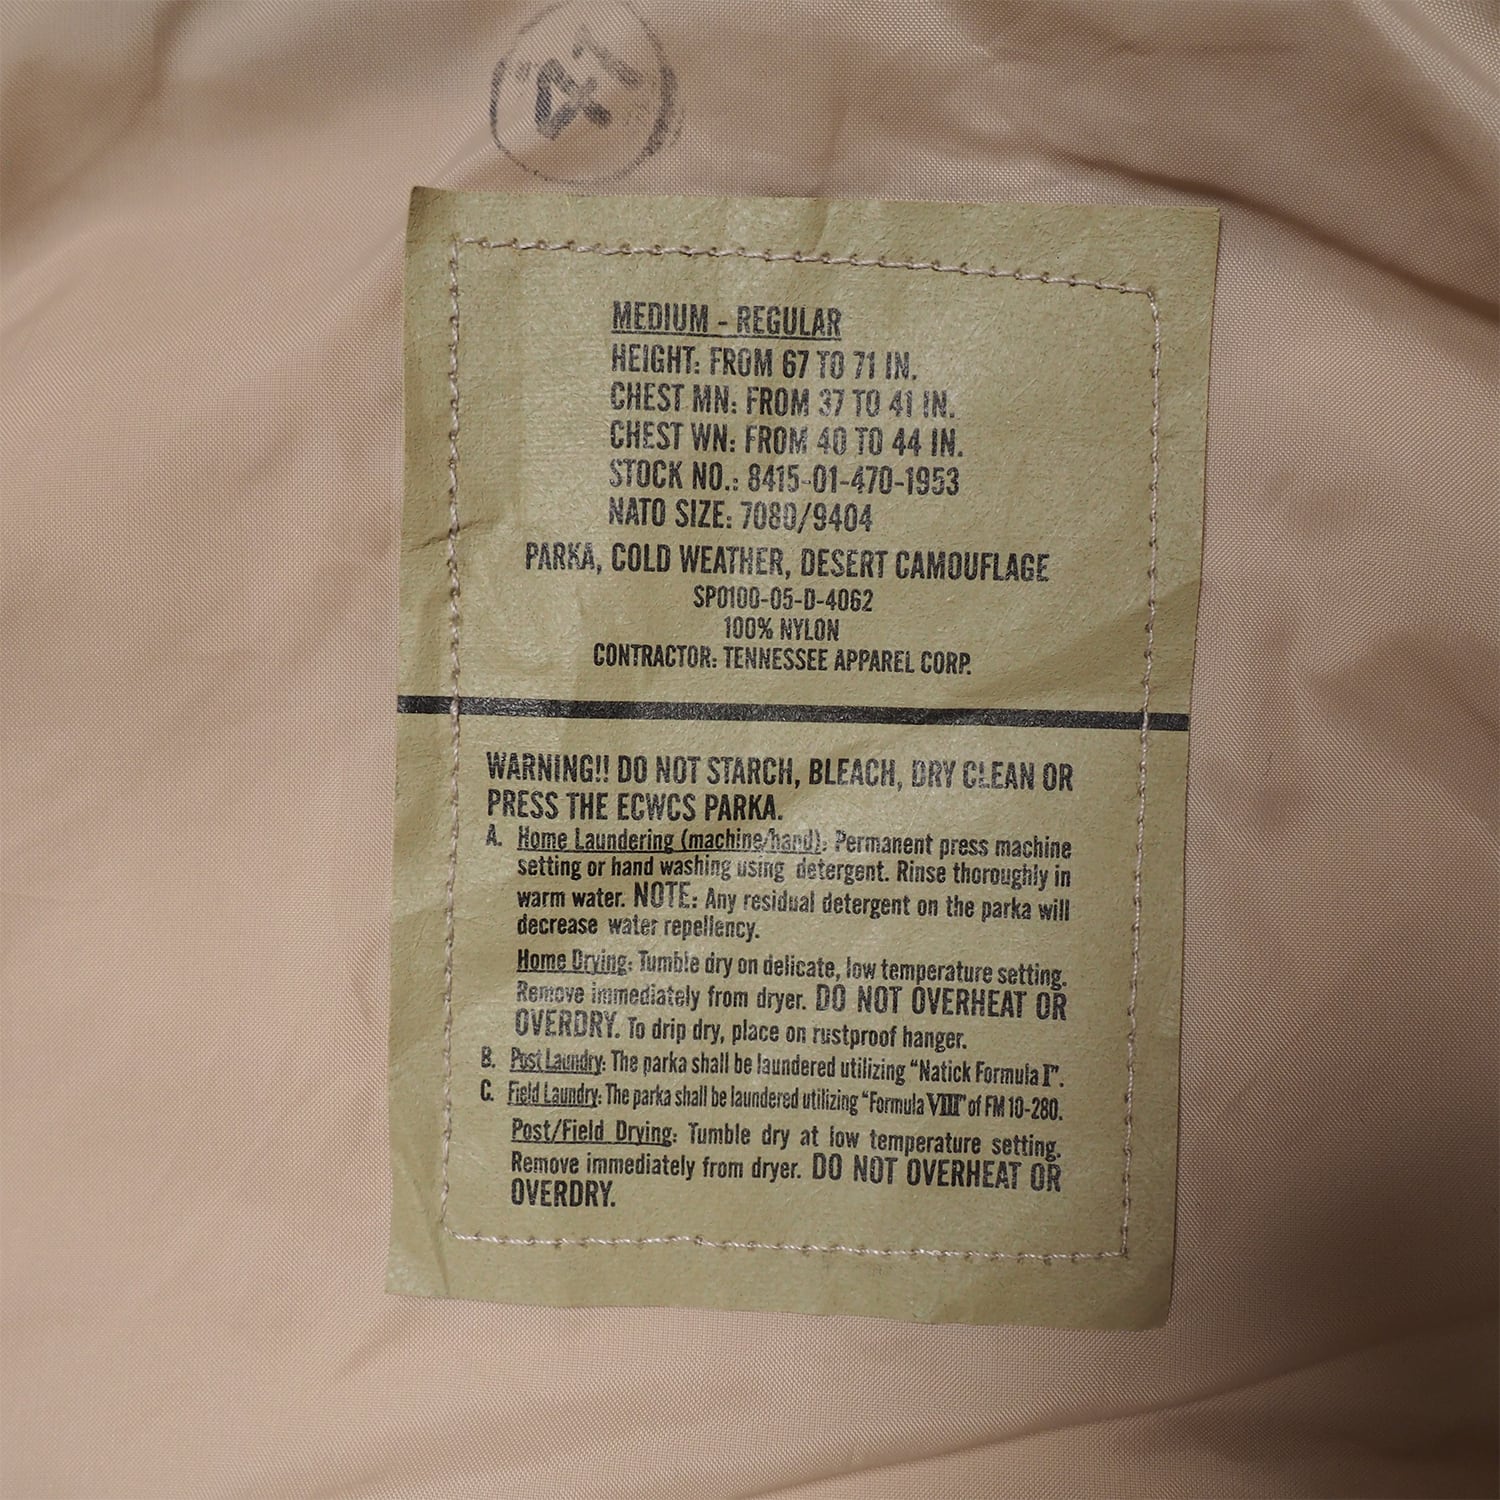 MEDIUM - REGULAR
HEIGHT: FROM 67 TO 71 IN.
CHEST MN: FROM 37 TO 41 IN.
CHEST WN: FROM 40 TO 44 IN.
STOCK NO.: 8415-01-470-1953
NATO SIZE: 7080/9404
PARKA, COLD WEATHER, DESERT CAMOUFLAGE
SP0100-05-D-4062
100% NYLON
CONTRACTOR: TENNESSEE APPAREL CORP.
WARNING!! DO NOT STARCH, BLEACH, DRY CLEAN OR
PRESS THE ECWCS PARKA.
A. Home Laundering (machine/hand): Permanent press machine
setting or hand washing using detergent. Rinse thoroughly in
warm water. NOTE: Any residual detergent on the parka will
decrease water repellency.
Home Drying: Tumble dry on delicate, low temperature setting.
Remove immediately from dryer. DO NOT OVERHEAT OR
OVERDRY. To drip dry, place on rustproof hanger.
B. Post Laundry: The parka shall be laundered utilizing "Natick Formula I".
C. Field Laundry: The parka shall be laundered utilizing "Formula VIII" of FM 10-280.
Post/Field Drying: Tumble dry at low temperature setting.
Remove immediately from dryer. DO NOT OVERHEAT OR
OVERDRY.